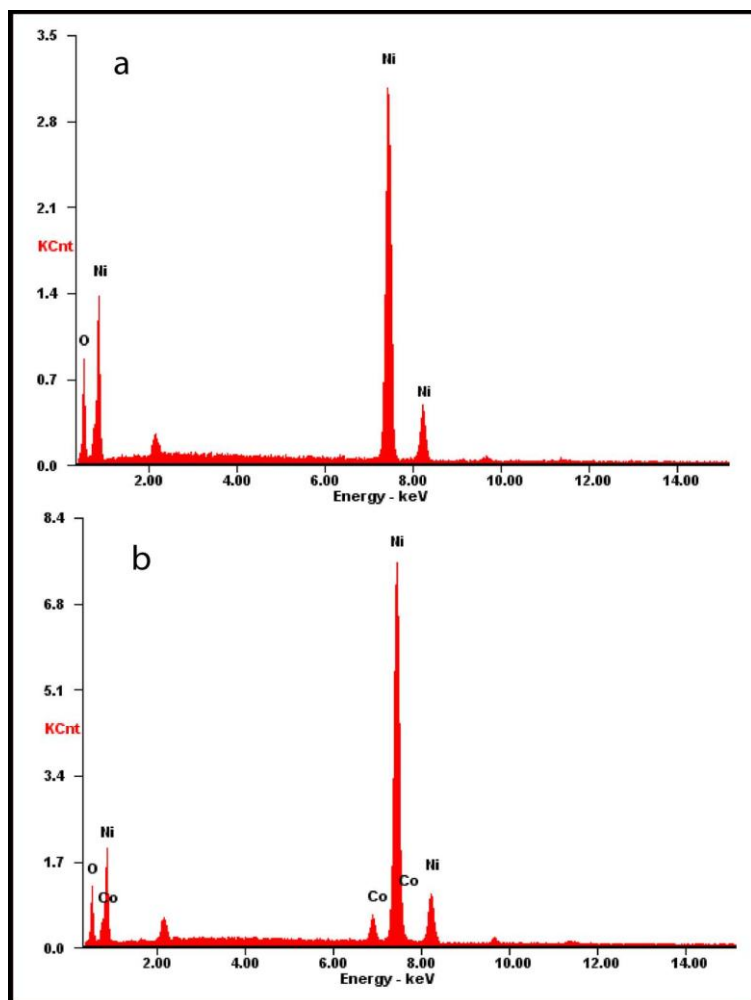 3.5
a
Ni
2.8
2.1
KCnt
Ni
1.4
O
0.7
Ni
0.0
2.00 4.00 6.00 8.00 10.00 12.00 14.00
Energy - keV
8.4
b
Ni
6.8
5.1
KCnt
3.4
Ni
1.7
O
Co
Co
Co
Ni
0.0
2.00 4.00 6.00 8.00 10.00 12.00 14.00
Energy - keV